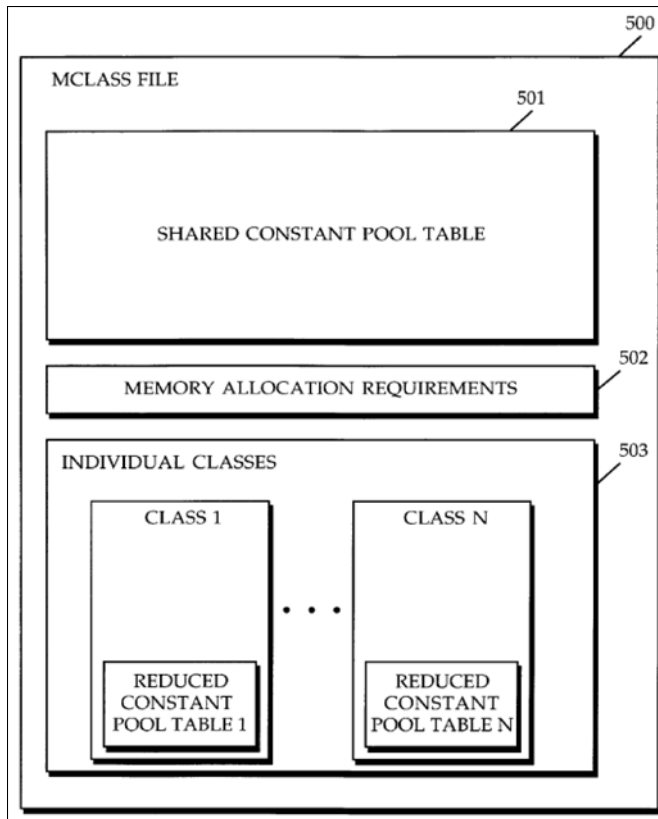 500
MCLASS FILE
501
SHARED CONSTANT POOL TABLE
502
MEMORY ALLOCATION REQUIREMENTS
503
INDIVIDUAL CLASSES
CLASS 1
CLASS N
REDUCED
CONSTANT
POOL TABLE 1
REDUCED
CONSTANT
POOL TABLE N